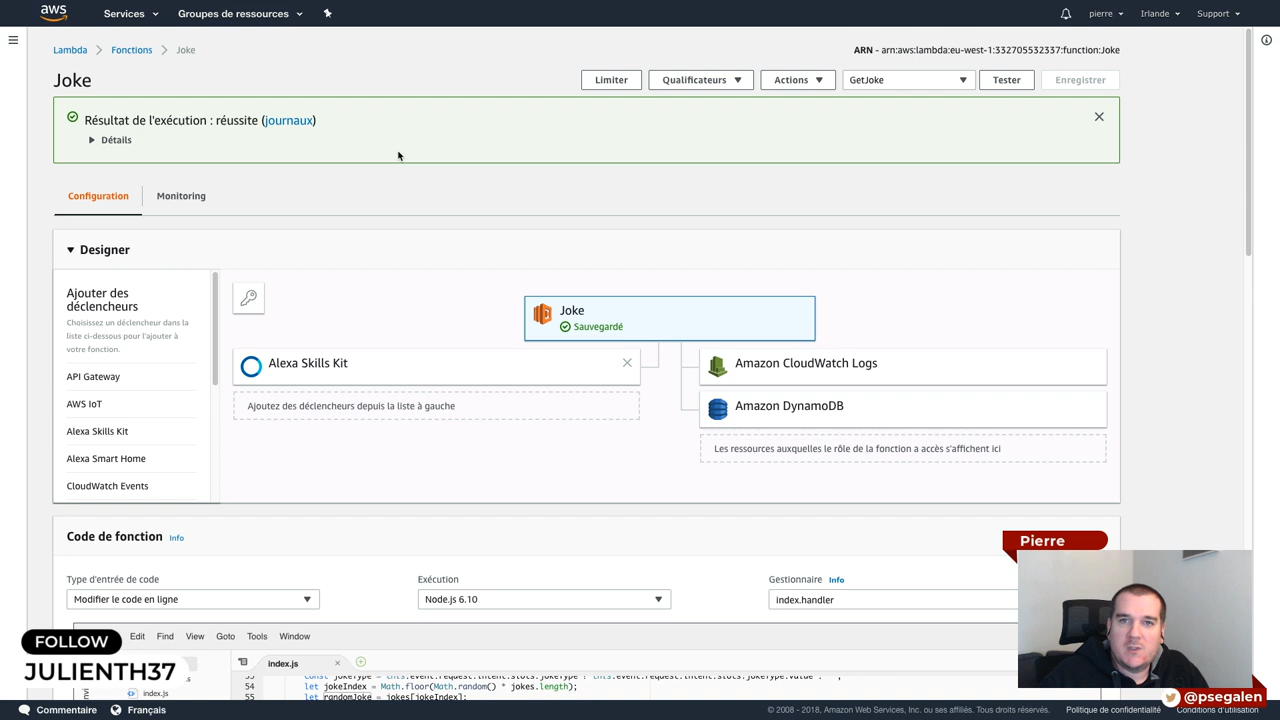 aws
Services
Groupes de ressources
pierre
Irlande
Support
Lambda
Fonctions
Joke
ARN - arn:aws:lambda:eu-west-1:332705532337:function:Joke
Joke
Limiter
Qualificateurs
Actions
GetJoke
Tester
Enregistrer
Résultat de l'exécution : réussite (journaux)
Détails
Configuration
Monitoring
Designer
Ajouter des
déclencheurs
Choisissez un déclencheur dans la
liste ci-dessous pour l'ajouter à
votre fonction.
API Gateway
AWS IoT
Alexa Skills Kit
Alexa Smart Home
CloudWatch Events
Joke
Sauvegardé
Alexa Skills Kit
Ajoutez des déclencheurs depuis la liste à gauche
Amazon CloudWatch Logs
Amazon DynamoDB
Les ressources auxquelles le rôle de la fonction a accès s'affichent ici
Code de fonction
Info
Pierre
Type d'entrée de code
Modifier le code en ligne
Exécution
Node.js 6.10
Gestionnaire
Info
index.handler
FOLLOW
JULIENTH37
Edit
Find
View
Goto
Tools
Window
index.js
index.js
54
let jokeIndex = Math.floor(Math.random() * jokes.length);
55
let randomJoke = jokes[jokeIndex];
@psegalen
Commentaire
Français
© 2008 - 2018, Amazon Web Services, Inc. ou ses affiliés. Tous droits réservés.
Politique de confidentialité
Conditions d'utilisation